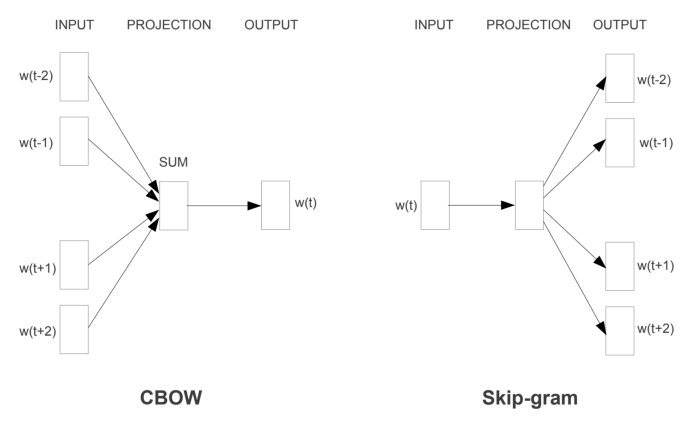 INPUT PROJECTION OUTPUT
w(t-2)
w(t-1)
SUM
w(t)
w(t+1)
w(t+2)
CBOW
INPUT PROJECTION OUTPUT
w(t-2)
w(t-1)
w(t)
w(t+1)
w(t+2)
Skip-gram